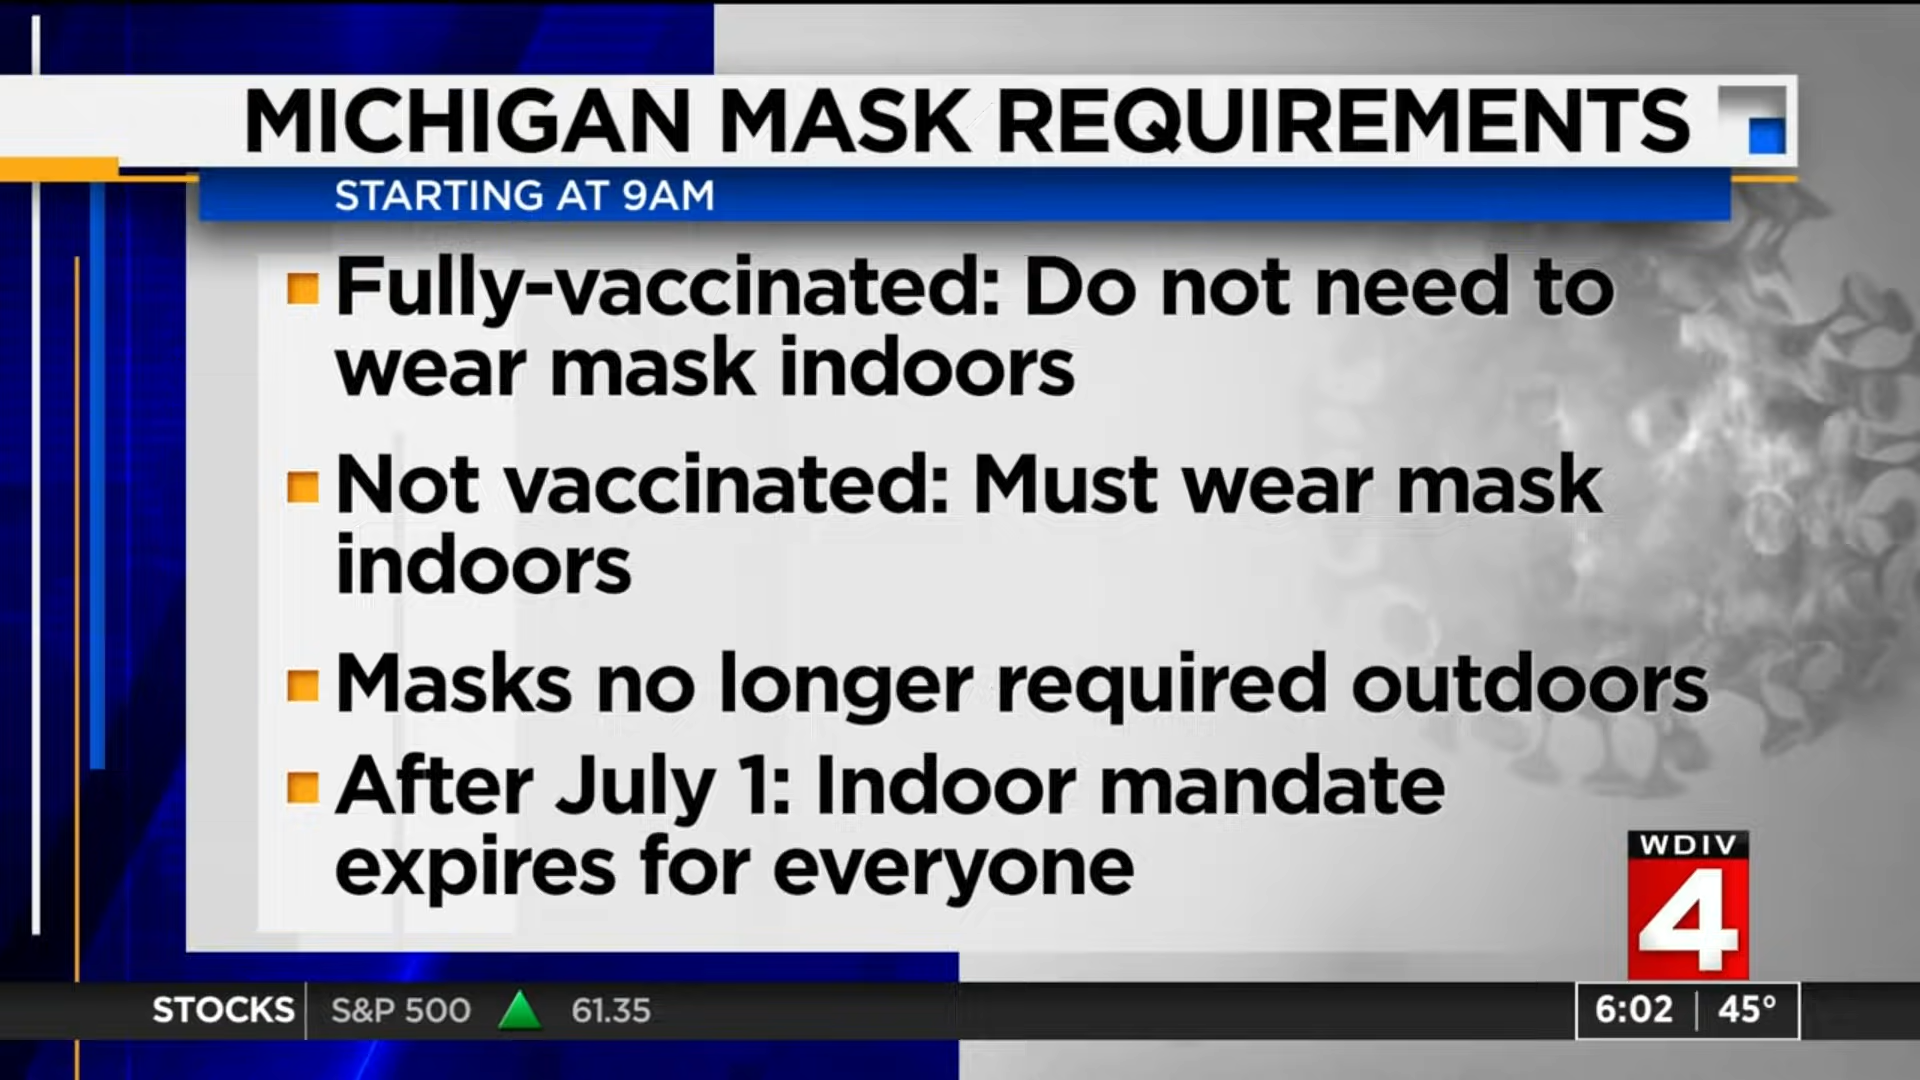 MICHIGAN MASK REQUIREMENTS
STARTING AT 9AM
Fully-vaccinated: Do not need to
wear mask indoors
Not vaccinated: Must wear mask
indoors
Masks no longer required outdoors
After July 1: Indoor mandate
expires for everyone
WDIV
4
STOCKS S&P 500 ▲ 61.35
6:02 45°